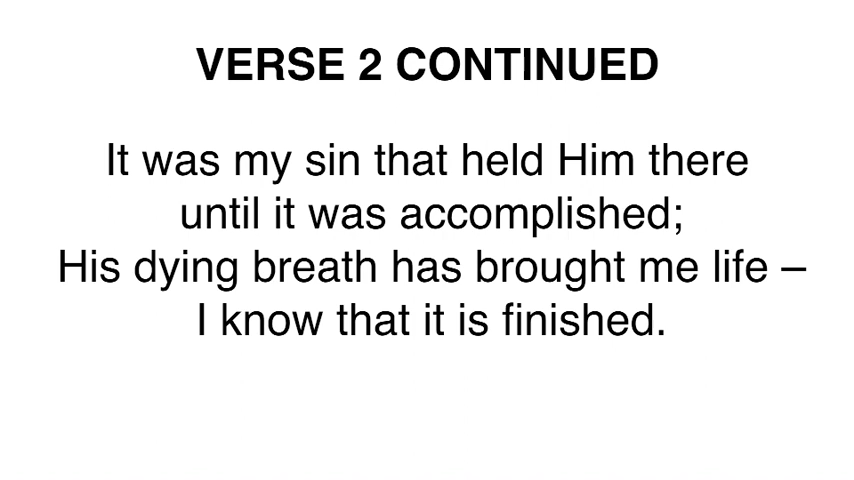 VERSE 2 CONTINUED
It was my sin that held Him there
until it was accomplished;
His dying breath has brought me life –
I know that it is finished.